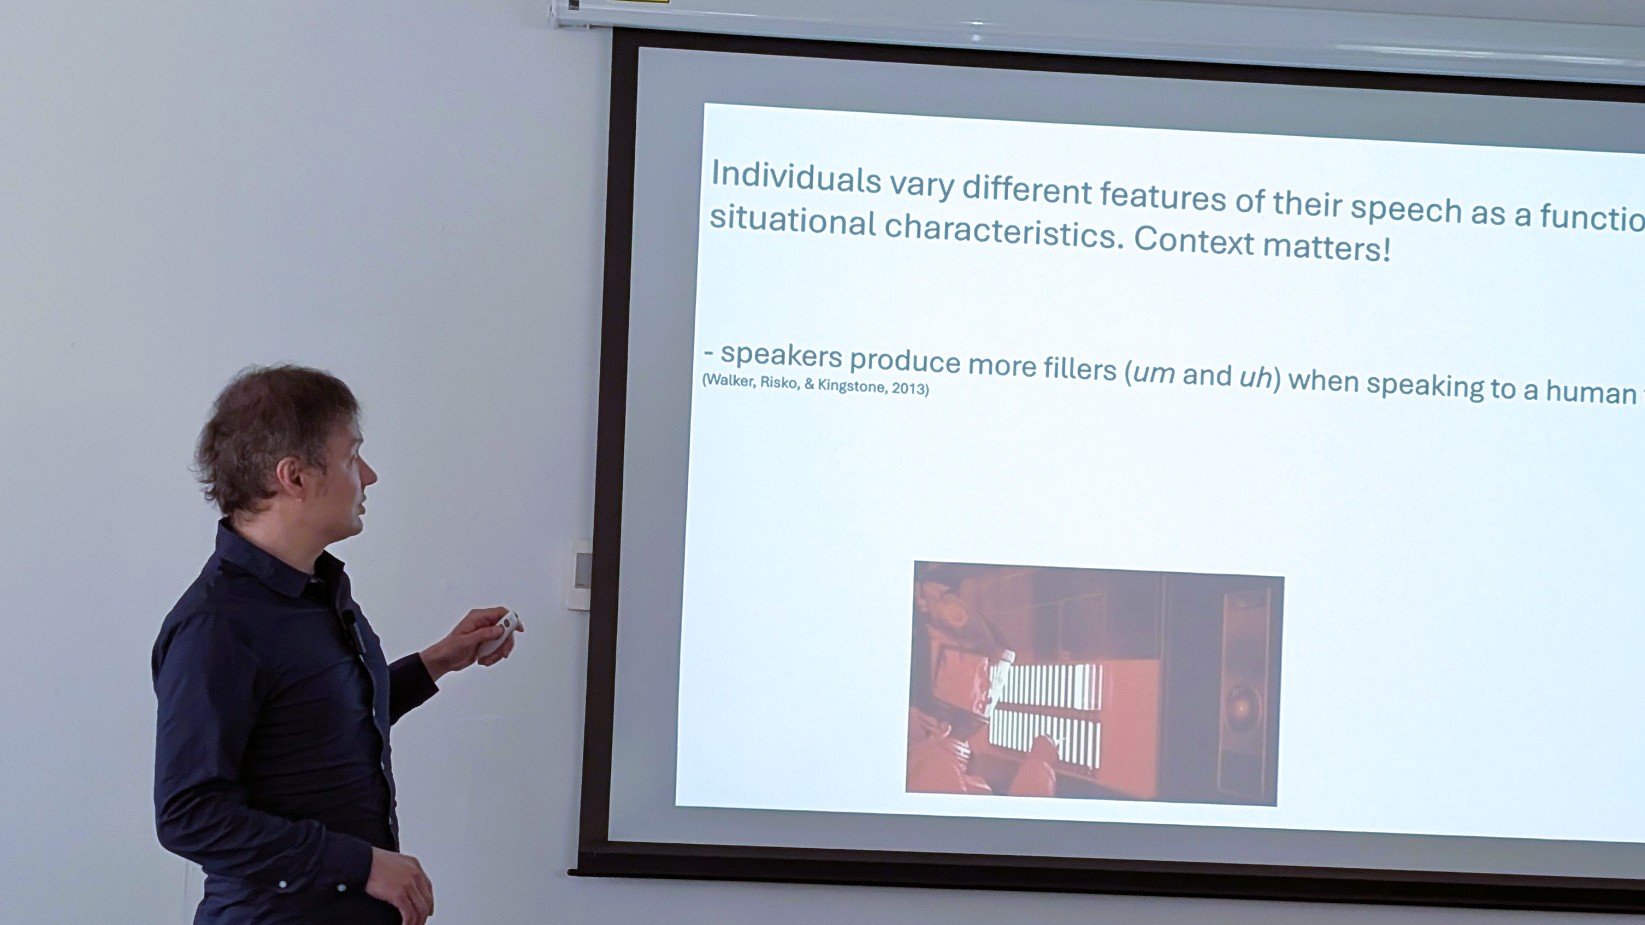 Individuals vary different features of their speech as a functio
situational characteristics. Context matters!
- speakers produce more fillers (um and uh) when speaking to a human
(Walker, Risko, & Kingstone, 2013)